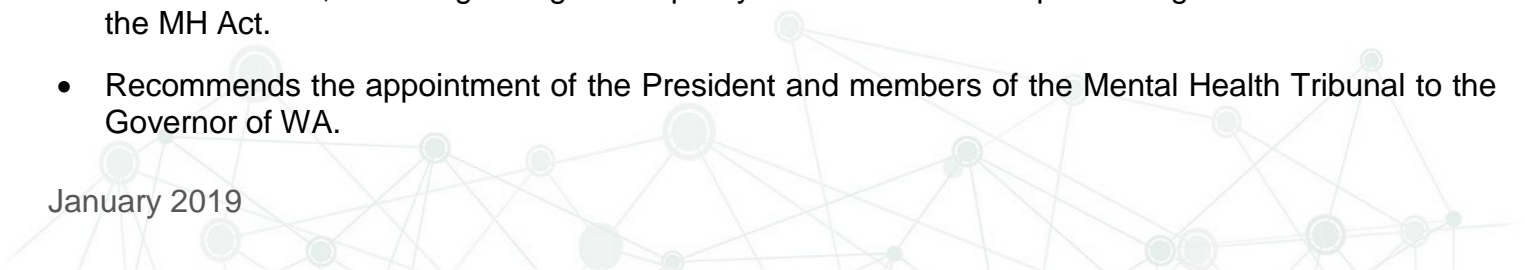 the MH Act.
• Recommends the appointment of the President and members of the Mental Health Tribunal to the
Governor of WA.
January 2019